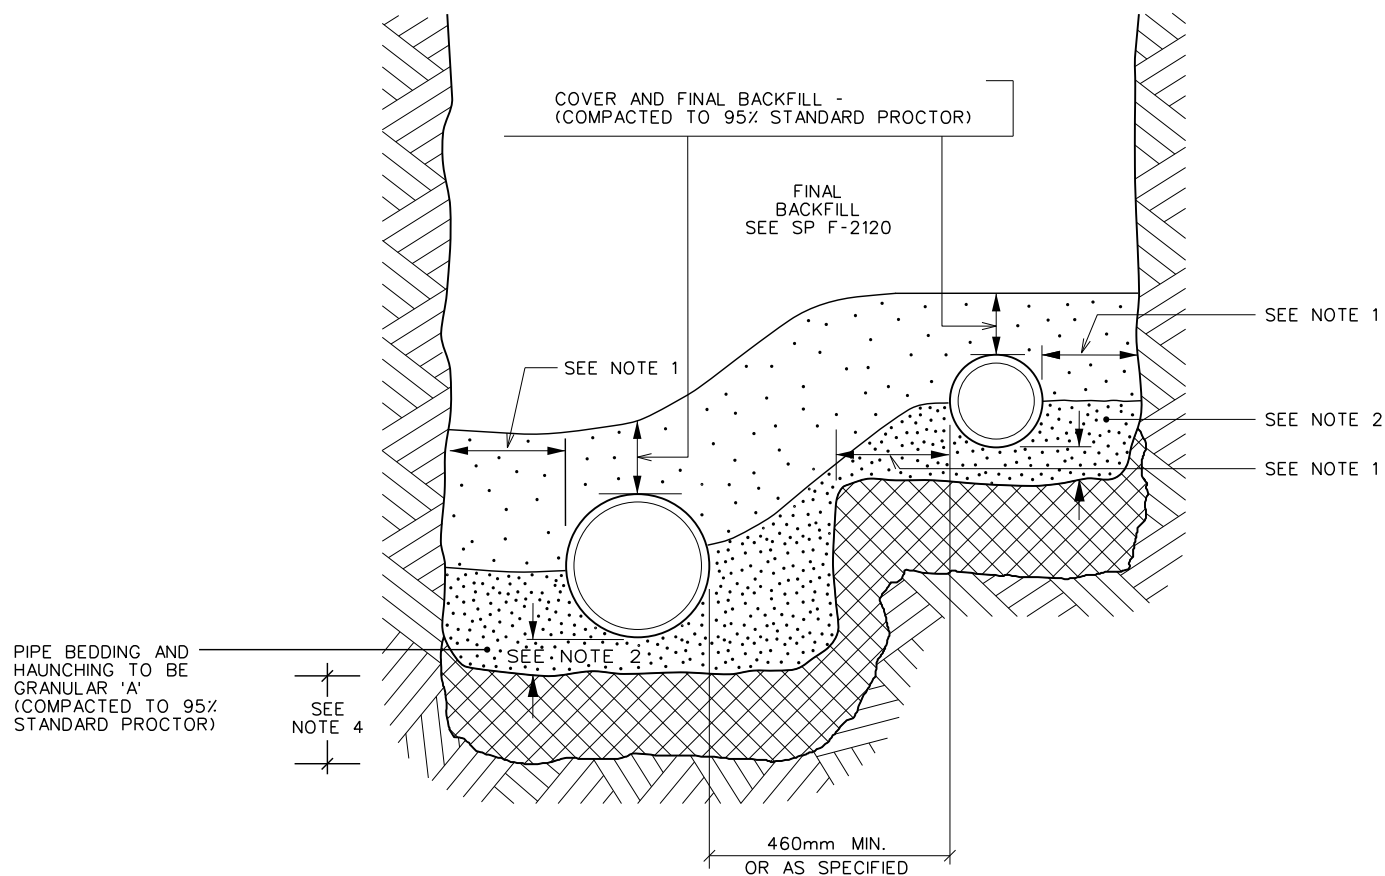 COVER AND FINAL BACKFILL -
(COMPACTED TO 95% STANDARD PROCTOR)
FINAL
BACKFILL
SEE SP F-2120
SEE NOTE 1
SEE NOTE 1
SEE NOTE 2
SEE NOTE 1
PIPE BEDDING AND
HAUNCHING TO BE
GRANULAR 'A'
(COMPACTED TO 95%
STANDARD PROCTOR)
SEE NOTE 2
SEE
NOTE 4
460mm MIN.
OR AS SPECIFIED